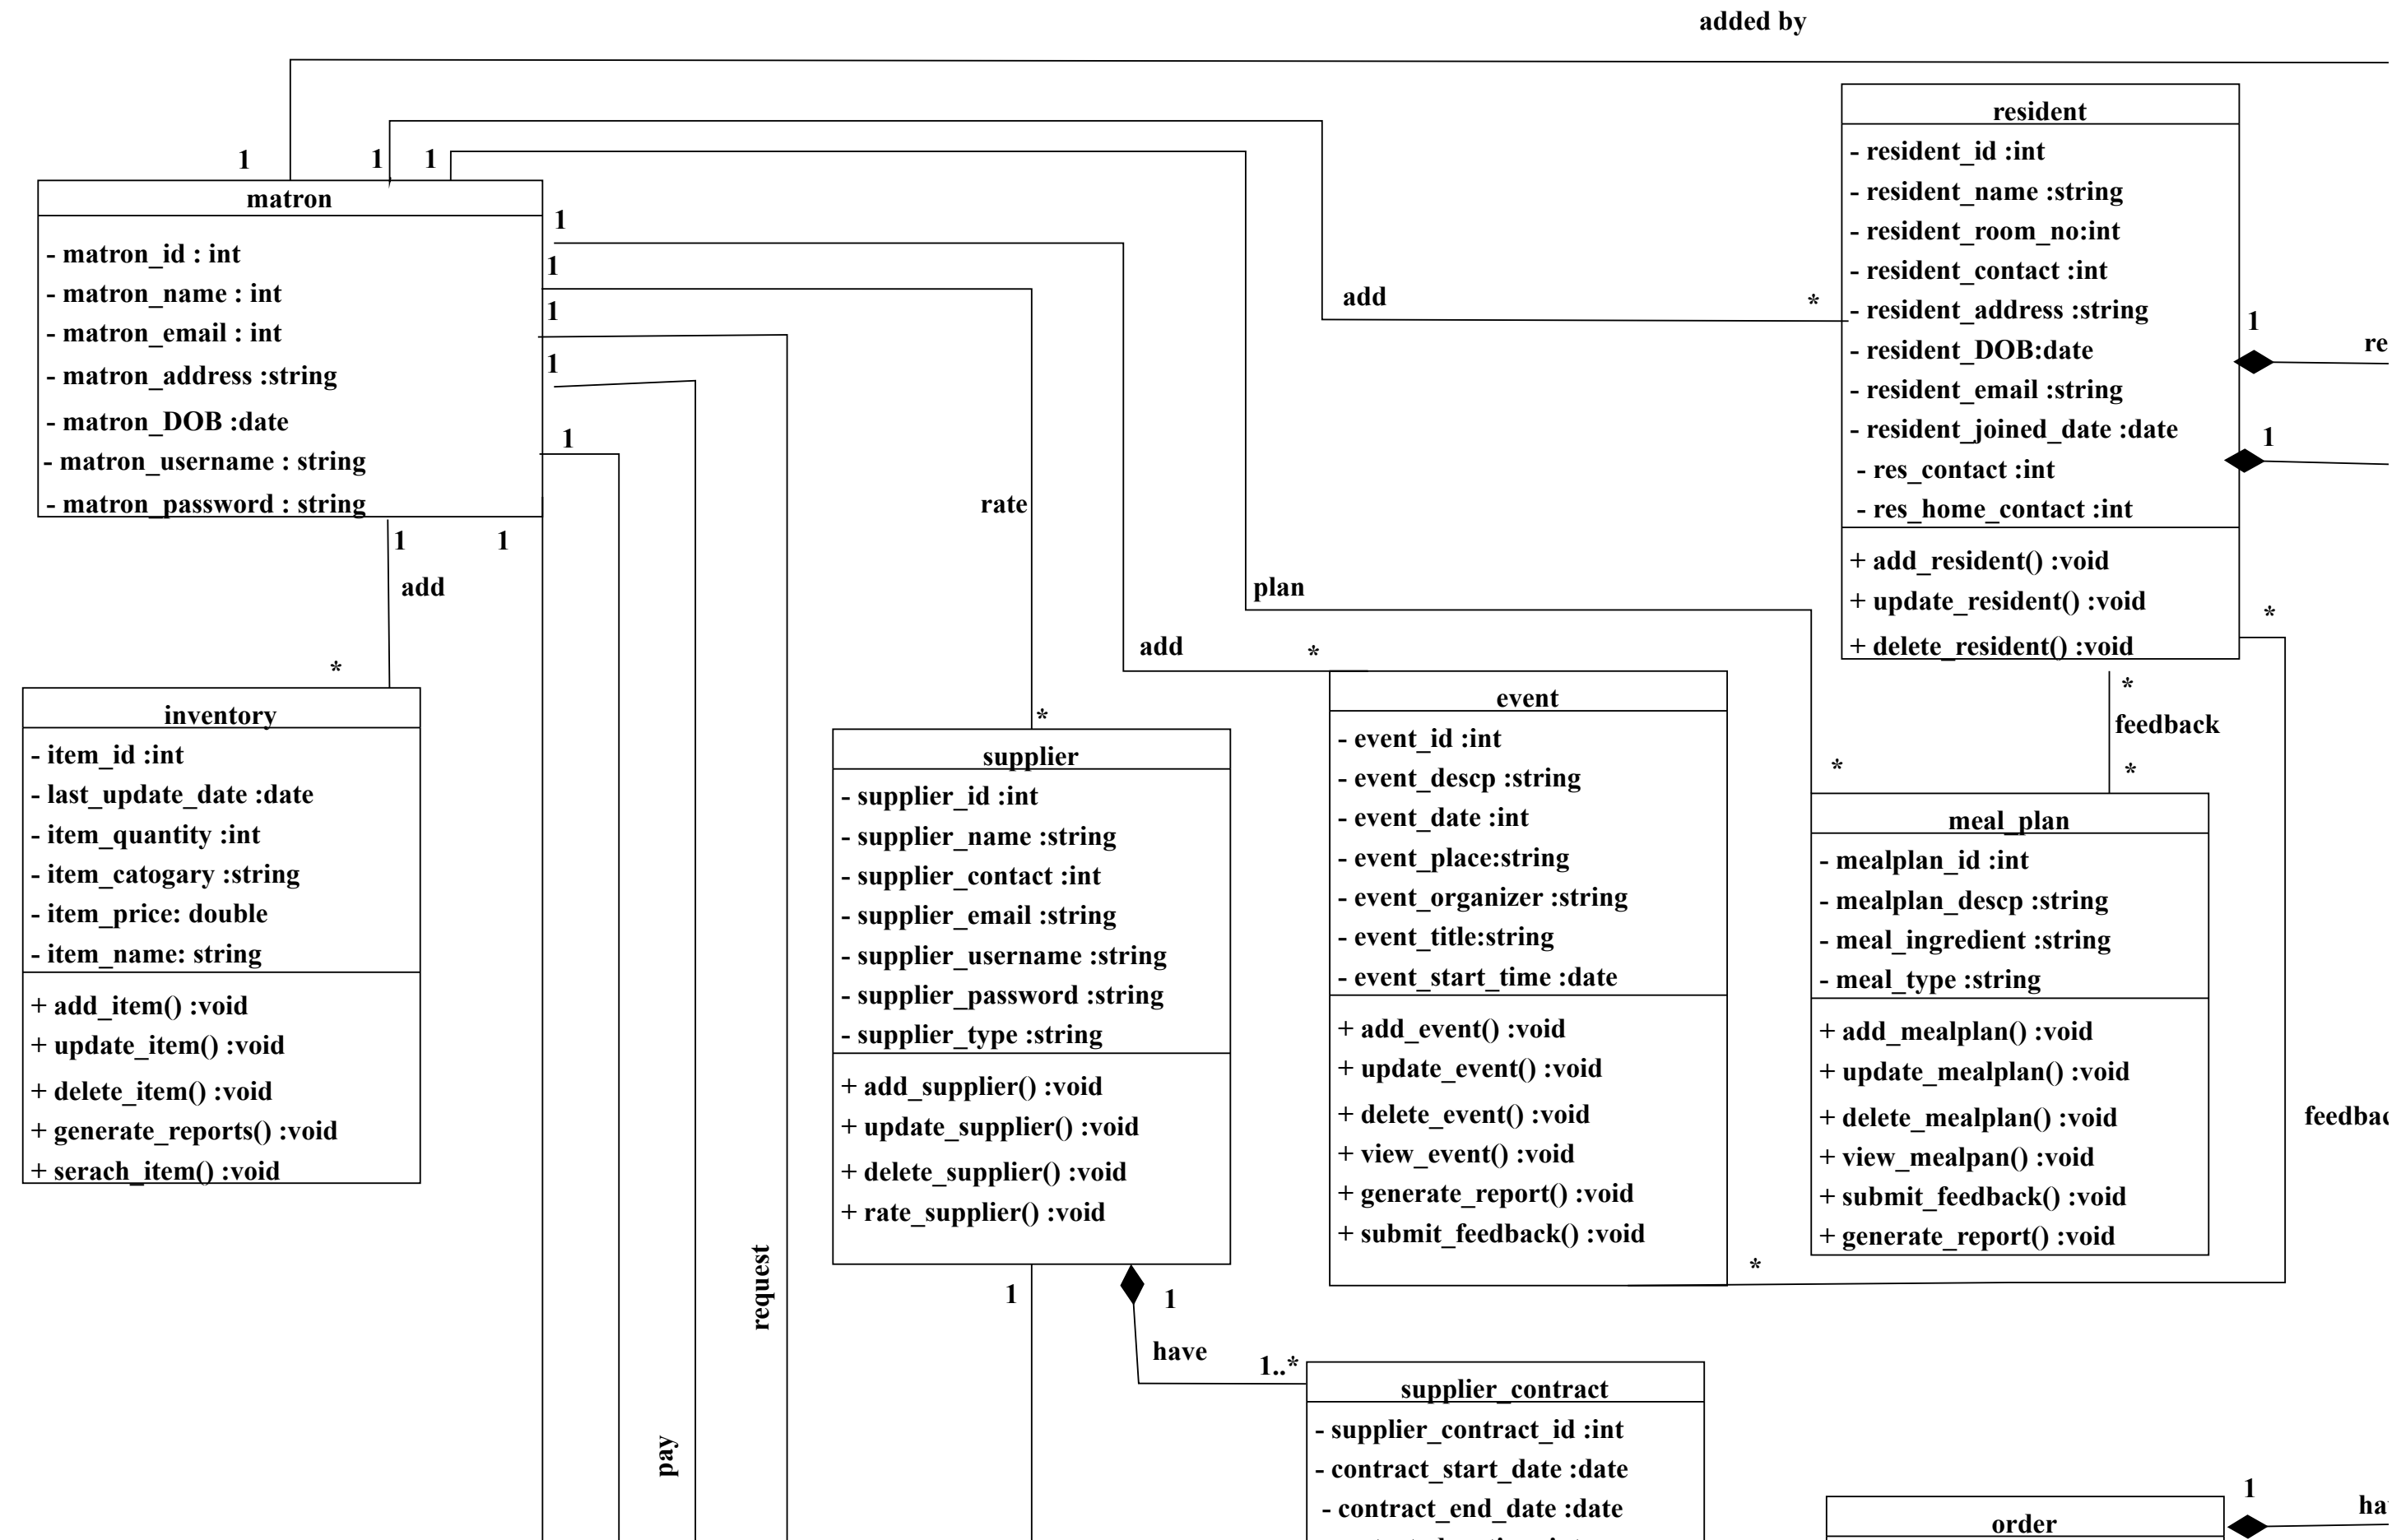 added by
1
1
1
matron
- matron_id : int
- matron_name : int
- matron_email : int
- matron_address :string
- matron_DOB :date
- matron_username : string
- matron_password : string
1
1
1
1
1
1
1
add
*
rate
*
request
pay
add
*
plan
*
add
*
resident
- resident_id :int
- resident_name :string
- resident_room_no:int
- resident_contact :int
- resident_address :string
- resident_DOB:date
- resident_email :string
- resident_joined_date :date
- res_contact :int
- res_home_contact :int
+ add_resident() :void
+ update_resident() :void
+ delete_resident() :void
1
re
1
*
*
feedback
*
inventory
- item_id :int
- last_update_date :date
- item_quantity :int
- item_catogary :string
- item_price: double
- item_name: string
+ add_item() :void
+ update_item() :void
+ delete_item() :void
+ generate_reports() :void
+ serach_item() :void
supplier
- supplier_id :int
- supplier_name :string
- supplier_contact :int
- supplier_email :string
- supplier_username :string
- supplier_password :string
- supplier_type :string
+ add_supplier() :void
+ update_supplier() :void
+ delete_supplier() :void
+ rate_supplier() :void
1
1
have
1..*
event
- event_id :int
- event_descp :string
- event_date :int
- event_place:string
- event_organizer :string
- event_title:string
- event_start_time :date
+ add_event() :void
+ update_event() :void
+ delete_event() :void
+ view_event() :void
+ generate_report() :void
+ submit_feedback() :void
*
meal_plan
- mealplan_id :int
- mealplan_descp :string
- meal_ingredient :string
- meal_type :string
+ add_mealplan() :void
+ update_mealplan() :void
+ delete_mealplan() :void
+ view_mealpan() :void
+ submit_feedback() :void
+ generate_report() :void
feedbac
supplier_contract
- supplier_contract_id :int
- contract_start_date :date
- contract_end_date :date
order
1
ha